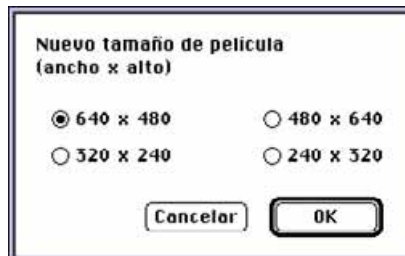 Nuevo tamaño de película
(ancho x alto)
640 x 480
480 x 640
320 x 240
240 x 320
Cancelar
OK